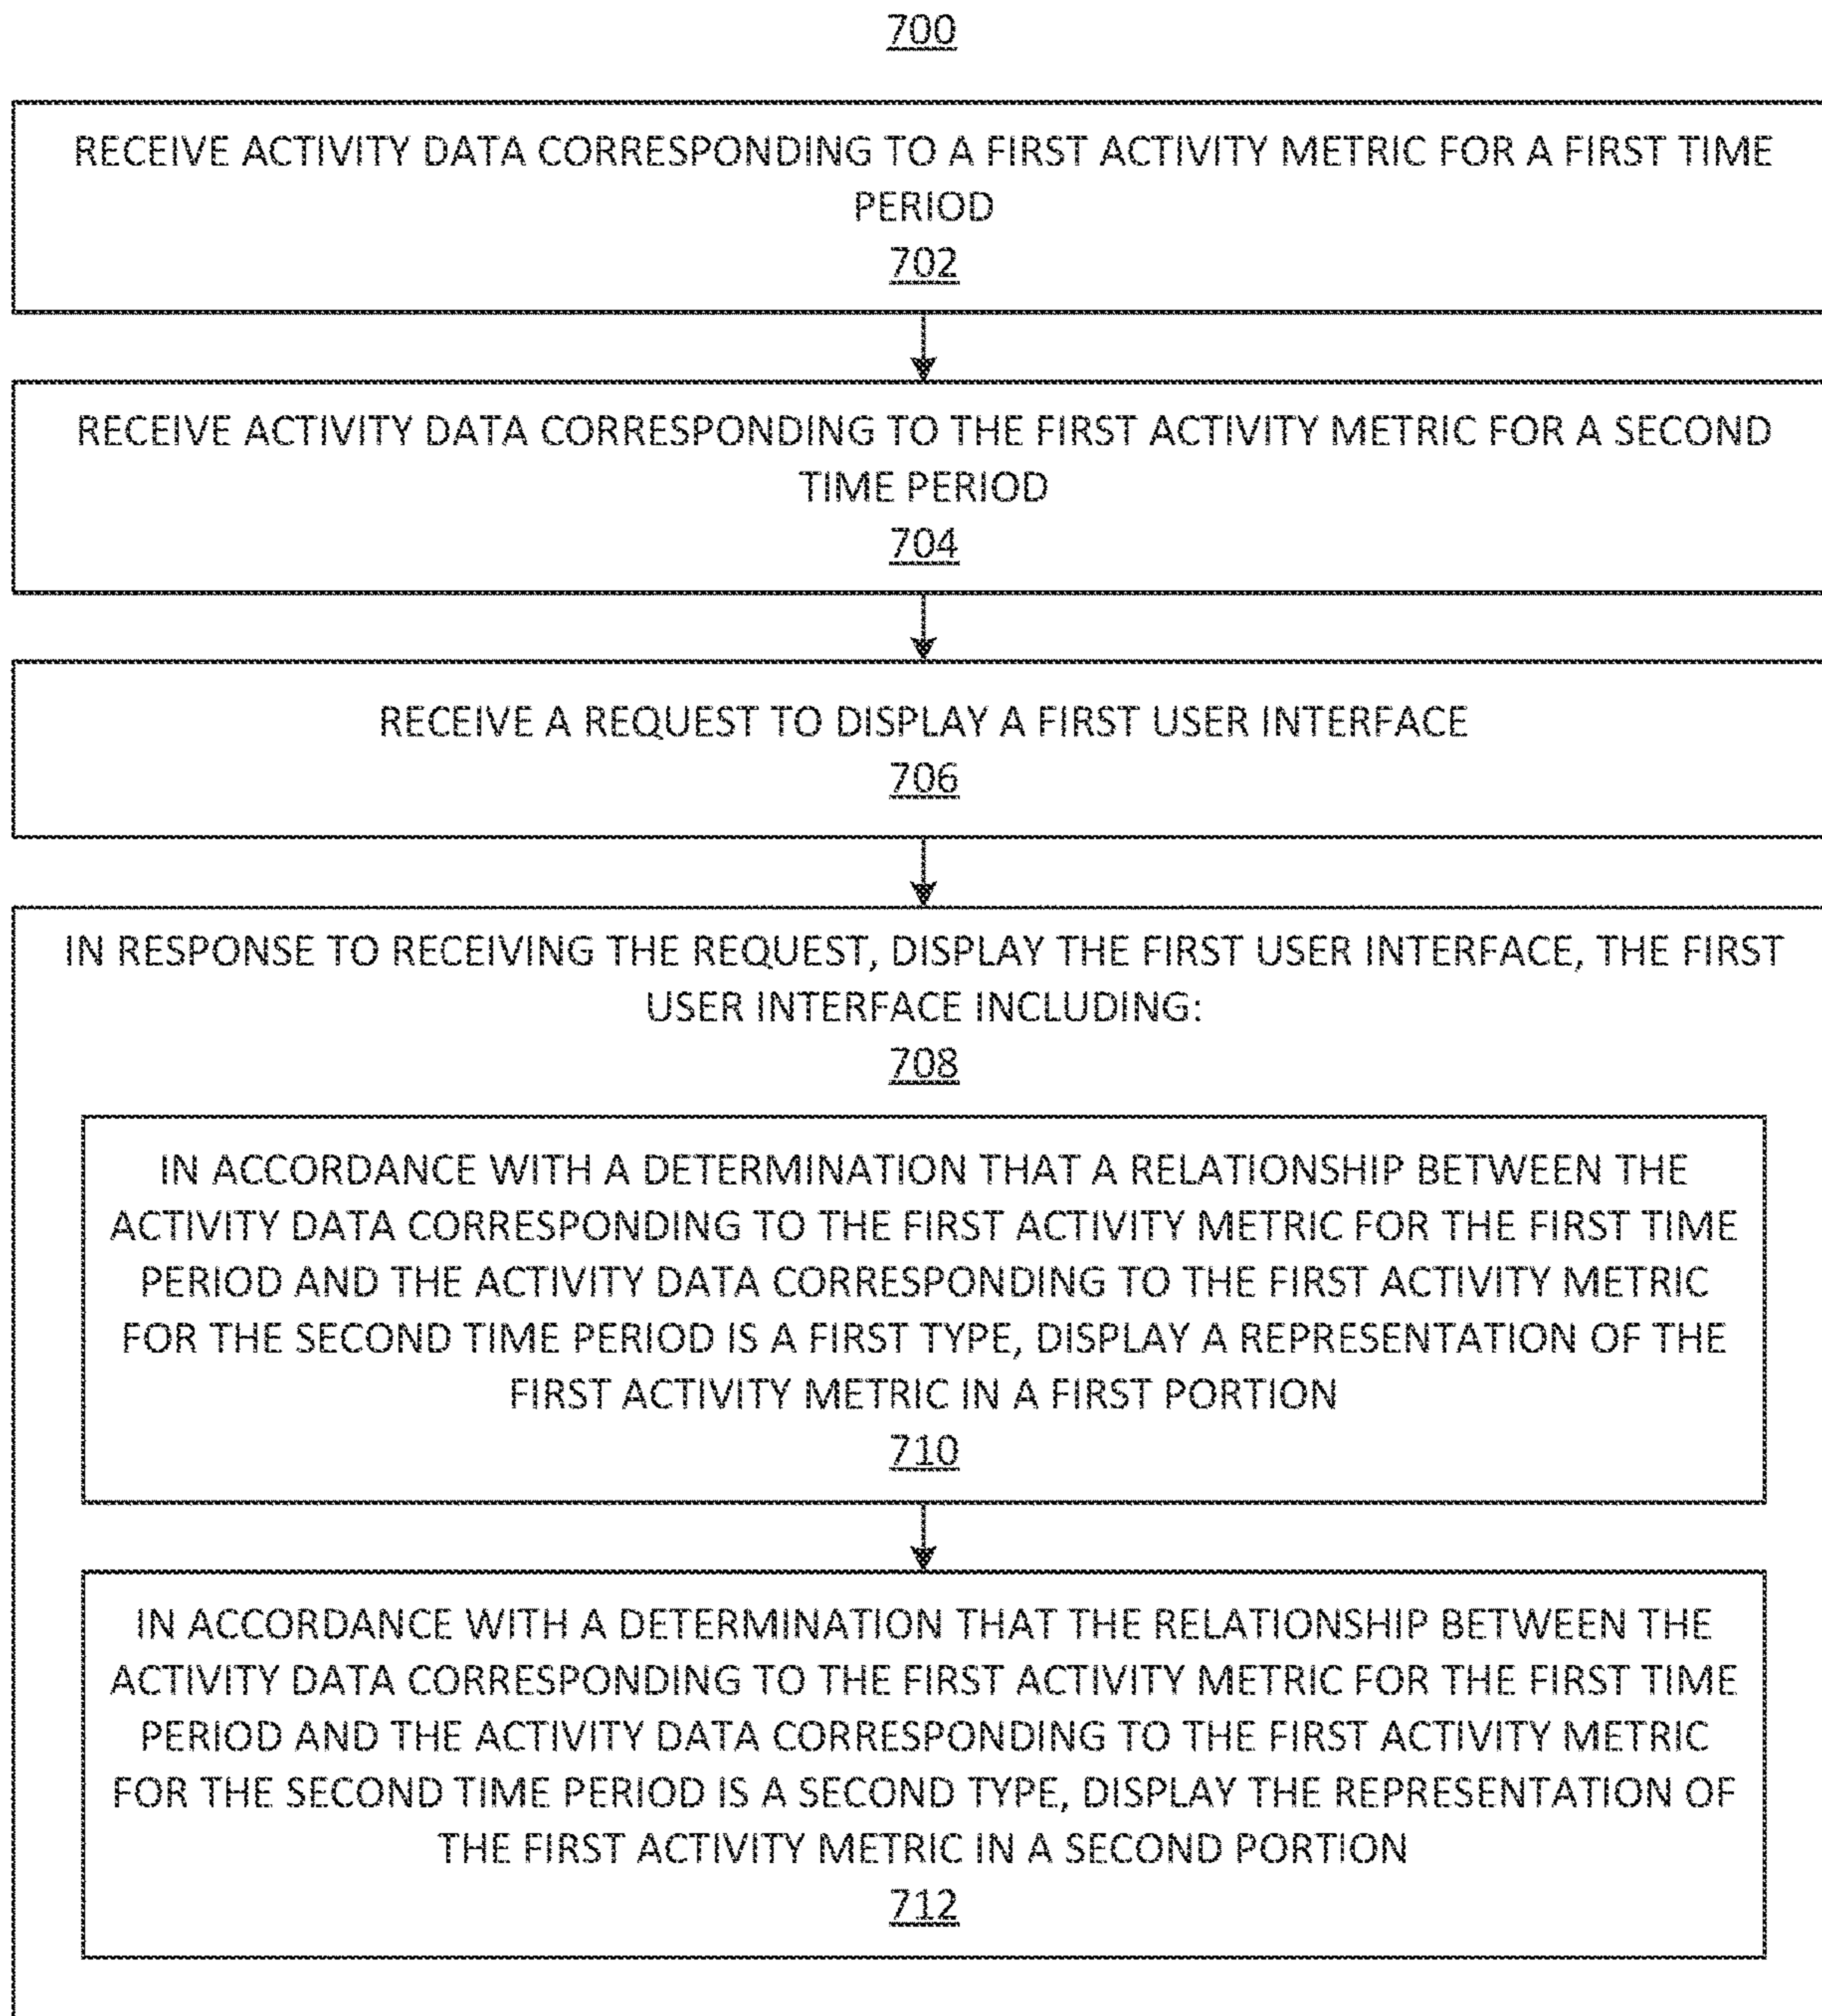 700
RECEIVE ACTIVITY DATA CORRESPONDING TO A FIRST ACTIVITY METRIC FOR A FIRST TIME
PERIOD
702
RECEIVE ACTIVITY DATA CORRESPONDING TO THE FIRST ACTIVITY METRIC FOR A SECOND
TIME PERIOD
704
RECEIVE A REQUEST TO DISPLAY A FIRST USER INTERFACE
706
IN RESPONSE TO RECEIVING THE REQUEST, DISPLAY THE FIRST USER INTERFACE, THE FIRST
USER INTERFACE INCLUDING:
708
IN ACCORDANCE WITH A DETERMINATION THAT A RELATIONSHIP BETWEEN THE
ACTIVITY DATA CORRESPONDING TO THE FIRST ACTIVITY METRIC FOR THE FIRST TIME
PERIOD AND THE ACTIVITY DATA CORRESPONDING TO THE FIRST ACTIVITY METRIC
FOR THE SECOND TIME PERIOD IS A FIRST TYPE, DISPLAY A REPRESENTATION OF THE
FIRST ACTIVITY METRIC IN A FIRST PORTION
710
IN ACCORDANCE WITH A DETERMINATION THAT THE RELATIONSHIP BETWEEN THE
ACTIVITY DATA CORRESPONDING TO THE FIRST ACTIVITY METRIC FOR THE FIRST TIME
PERIOD AND THE ACTIVITY DATA CORRESPONDING TO THE FIRST ACTIVITY METRIC
FOR THE SECOND TIME PERIOD IS A SECOND TYPE, DISPLAY THE REPRESENTATION OF
THE FIRST ACTIVITY METRIC IN A SECOND PORTION
712